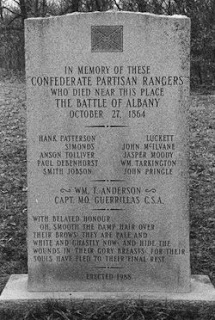 IN MEMORY OF THESE
CONFEDERATE PARTISAN RANGERS
WHO DIED NEAR THIS PLACE
THE BATTLE OF ALBANY
OCTOBER 27, 1864
HANK PATTERSON LUCKETT
SIMONDS JOHN McILVANE
ANSON TOLLIVER JASPER MOODY
PAUL DEBENHORST WM. TARKINGTON
SMITH JOBSON JOHN PRINGLE
WM. T. ANDERSON
CAPT. MO. GUERRILLAS C.S.A.
WITH BELATED HONOUR
OH, SMOOTH THE DAMP HAIR OVER
THEIR BROWS; THEY ARE PALE AND
WHITE AND GHASTLY NOW; AND HIDE THE
WOUNDS IN THEIR GORY BREASTS, FOR THEIR
SOULS HAVE FLED TO THEIR FINAL REST.
ERECTED 1988